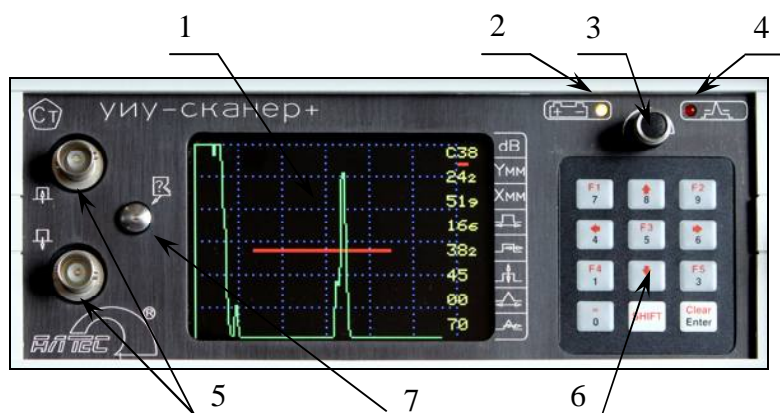 1 2 3 4
Ст уиу-сканер+
C38
24₂
51₉
16₆
38₂
45
00
70
dB
Yмм
Xмм
F1 7
8
F2 9
4
F3 5
6
F4 1
F5 3
0
SHIFT
Clear Enter
АЛТЕС ®
5 7 6